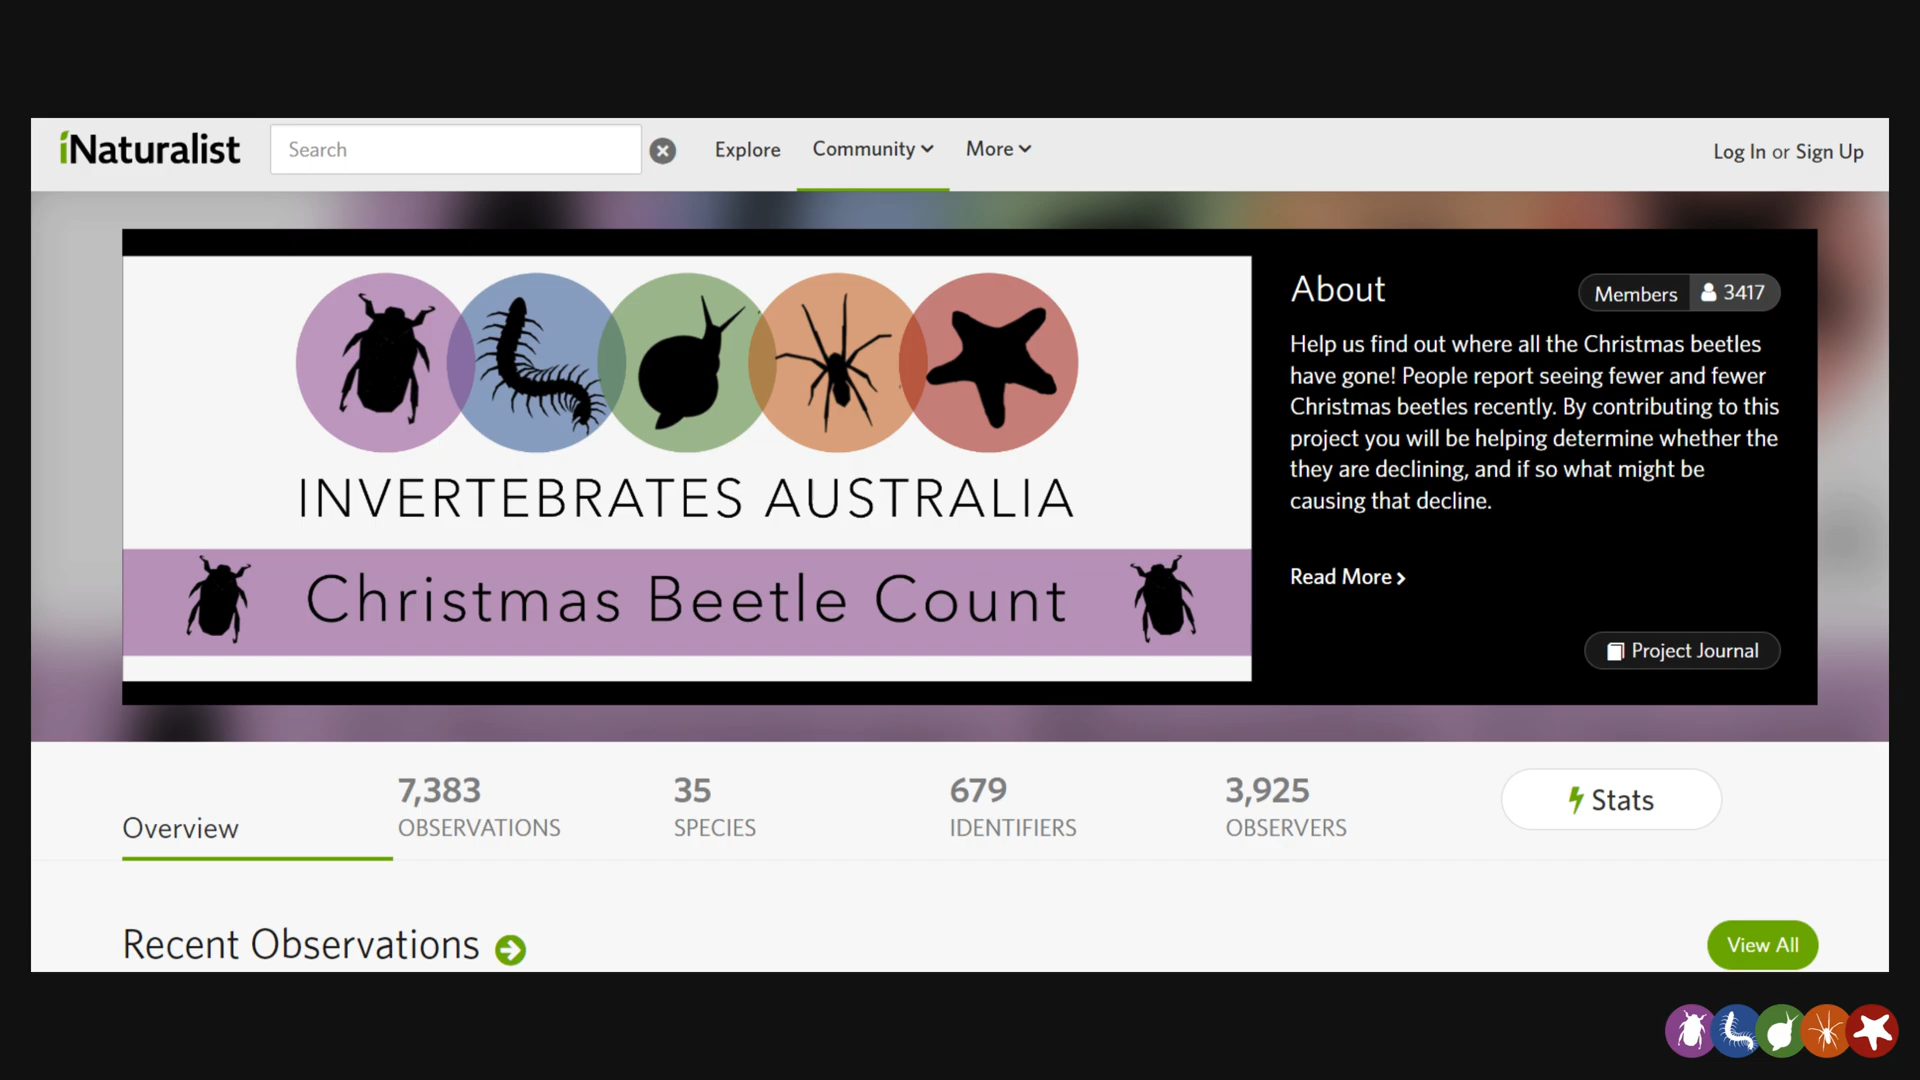 iNaturalist
Search
Explore
Community
More
Log In or Sign Up
INVERTEBRATES AUSTRALIA
Christmas Beetle Count
About
Members 3417
Help us find out where all the Christmas beetles
have gone! People report seeing fewer and fewer
Christmas beetles recently. By contributing to this
project you will be helping determine whether the
they are declining, and if so what might be
causing that decline.
Read More
Project Journal
Overview
7,383
OBSERVATIONS
35
SPECIES
679
IDENTIFIERS
3,925
OBSERVERS
Stats
Recent Observations
View All